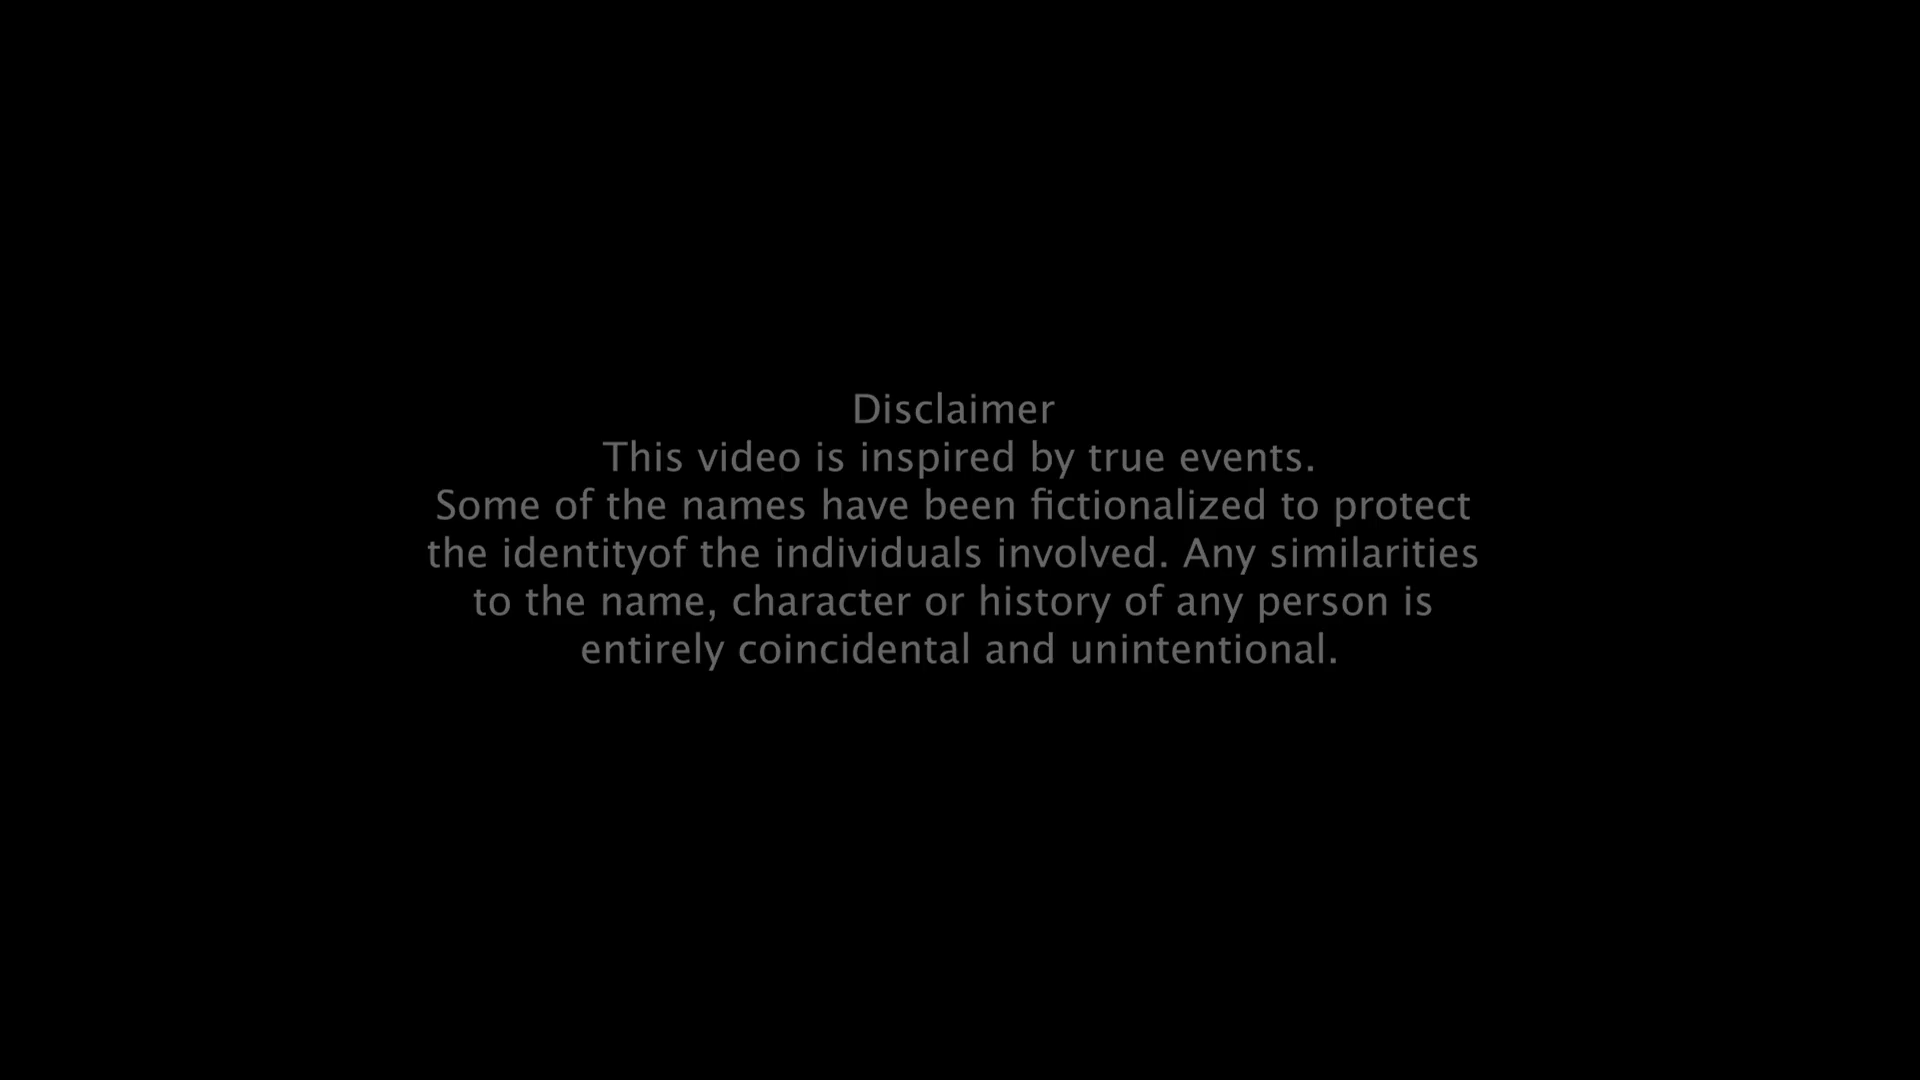 Disclaimer
This video is inspired by true events.
Some of the names have been fictionalized to protect
the identityof the individuals involved. Any similarities
to the name, character or history of any person is
entirely coincidental and unintentional.